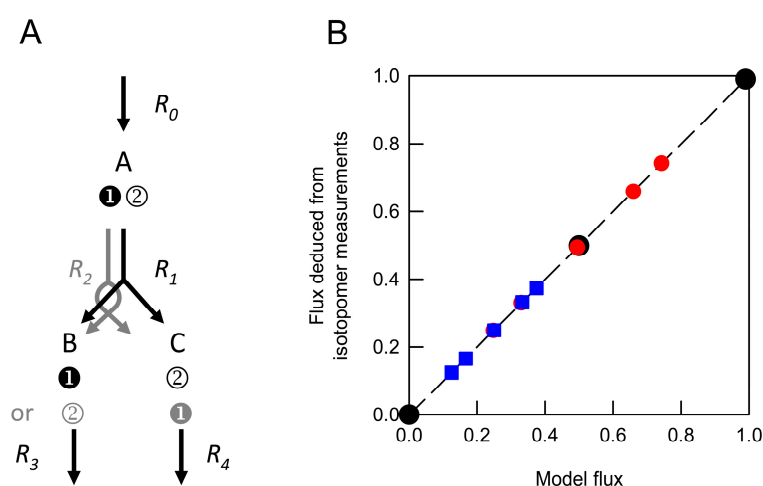 A
R0
A
1 2
R2 R1
B C
1 2
or 2 1
R3 R4
B
Flux deduced from
isotopomer measurements
1.0
0.8
0.6
0.4
0.2
0.0
0.0 0.2 0.4 0.6 0.8 1.0
Model flux